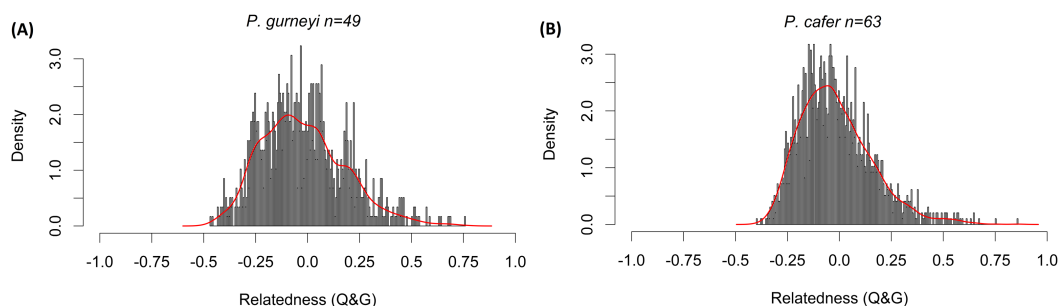 (A)
P. gurneyi n=49
Density
0.0 1.0 2.0 3.0
-1.0 -0.75 -0.5 -0.25 0.0 0.25 0.5 0.75 1.0
Relatedness (Q&G)
(B)
P. cafer n=63
Density
0.0 1.0 2.0 3.0
-1.0 -0.75 -0.5 -0.25 0.0 0.25 0.5 0.75 1.0
Relatedness (Q&G)